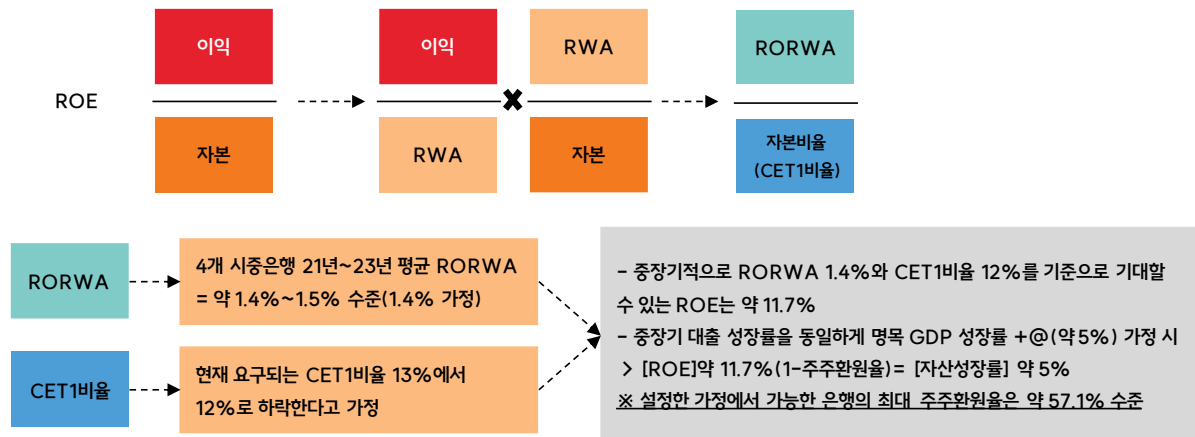 이익 이익 RWA RORWA
ROE
자본 RWA 자본 자본비율
(CET1비율)
RORWA
4개 시중은행 21년~23년 평균 RORWA
= 약 1.4%~1.5% 수준(1.4% 가정)
CET1비율
현재 요구되는 CET1비율 13%에서
12%로 하락한다고 가정
- 중장기적으로 RORWA 1.4%와 CET1비율 12%를 기준으로 기대할
수 있는 ROE는 약 11.7%
- 중장기 대출 성장률을 동일하게 명목 GDP 성장률 +@(약 5%) 가정 시
> [ROE]약 11.7%(1-주주환원율)= [자산성장률] 약 5%
※ 설정한 가정에서 가능한 은행의 최대 주주환원율은 약 57.1% 수준